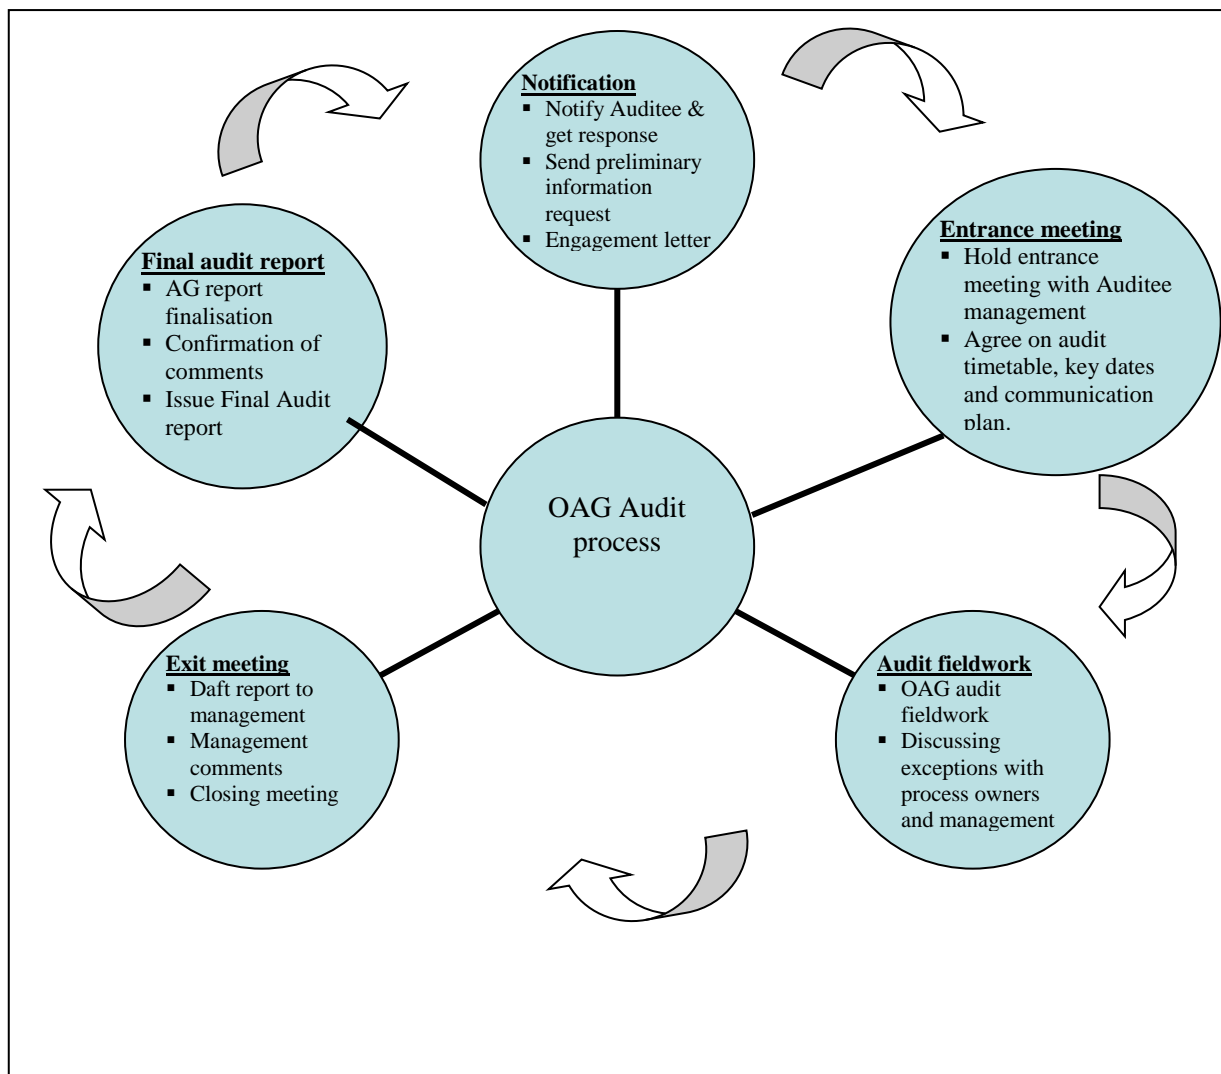 Notification
▪ Notify Auditee &
get response
▪ Send preliminary
information
request
▪ Engagement letter
Entrance meeting
▪ Hold entrance
meeting with Auditee
management
▪ Agree on audit
timetable, key dates
and communication
plan.
Final audit report
▪ AG report
finalisation
▪ Confirmation of
comments
▪ Issue Final Audit
report
OAG Audit
process
Exit meeting
▪ Daft report to
management
▪ Management
comments
▪ Closing meeting
Audit fieldwork
▪ OAG audit
fieldwork
▪ Discussing
exceptions with
process owners
and management